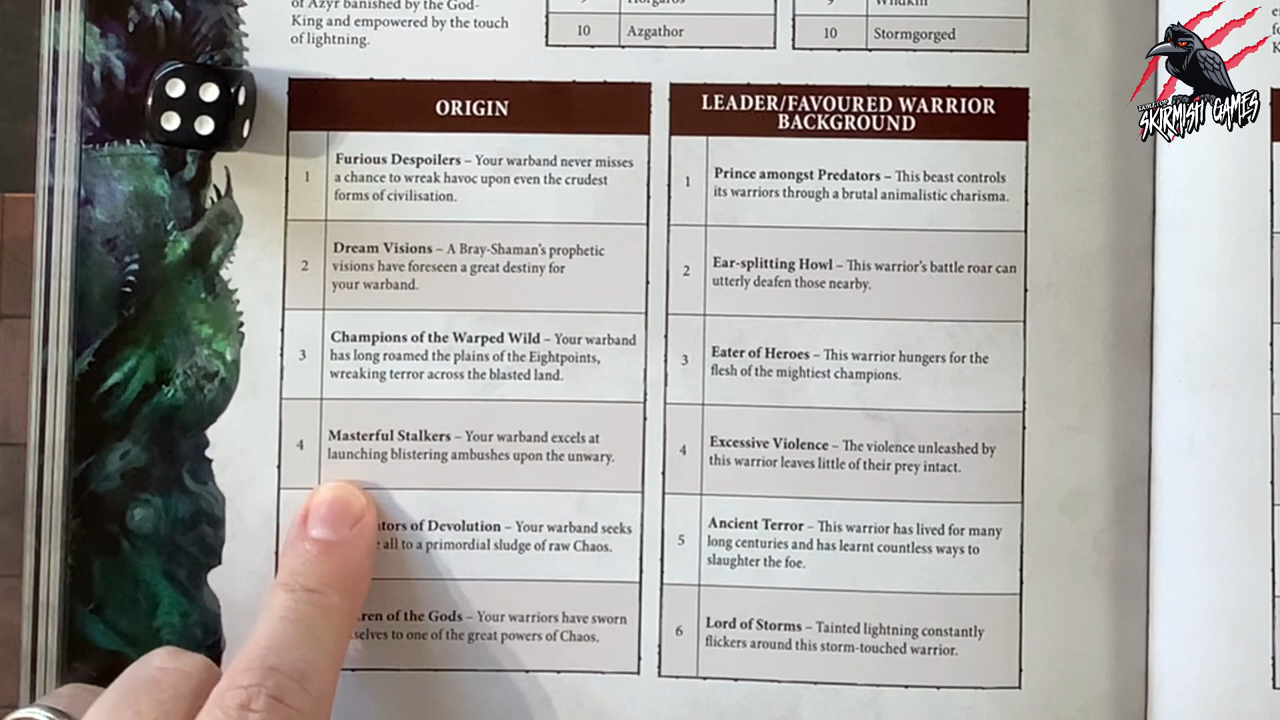 of Azyr banished by the God-
King and empowered by the touch
of lightning.
10 Azgathor
10 Stormgorged
ORIGIN
1
Furious Despoilers – Your warband never misses
a chance to wreak havoc upon even the crudest
forms of civilisation.
2
Dream Visions – A Bray-Shaman's prophetic
visions have foreseen a great destiny for
your warband.
3
Champions of the Warped Wild – Your warband
has long roamed the plains of the Eightpoints,
wreaking terror across the blasted land.
4
Masterful Stalkers – Your warband excels at
launching blistering ambushes upon the unwary.
of Devolution – Your warband seeks
all to a primordial sludge of raw Chaos.
of the Gods – Your warriors have sworn
to one of the great powers of Chaos.
LEADER/FAVOURED WARRIOR
BACKGROUND
1
Prince amongst Predators – This beast controls
its warriors through a brutal animalistic charisma.
2
Ear-splitting Howl – This warrior's battle roar can
utterly deafen those nearby.
3
Eater of Heroes – This warrior hungers for the
flesh of the mightiest champions.
4
Excessive Violence – The violence unleashed by
this warrior leaves little of their prey intact.
5
Ancient Terror – This warrior has lived for many
long centuries and has learnt countless ways to
slaughter the foe.
6
Lord of Storms – Tainted lightning constantly
flickers around this storm-touched warrior.
SKIRMISH GAMES